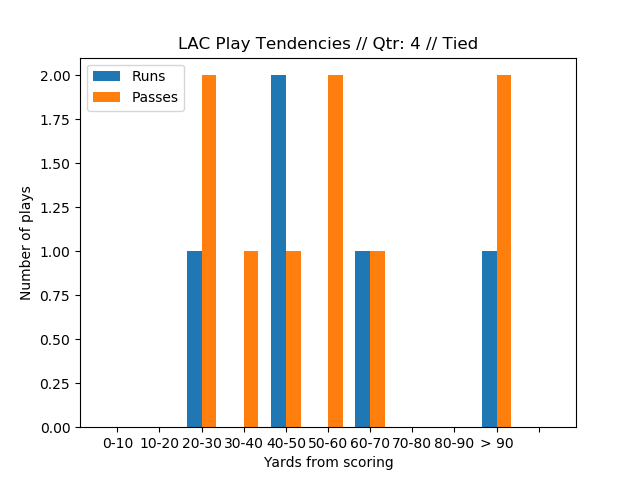 LAC Play Tendencies // Qtr: 4 // Tied
Runs
Passes
Number of plays
2.00
1.75
1.50
1.25
1.00
0.75
0.50
0.25
0.00
0-10 10-20 20-30 30-40 40-50 50-60 60-70 70-80 80-90 > 90
Yards from scoring